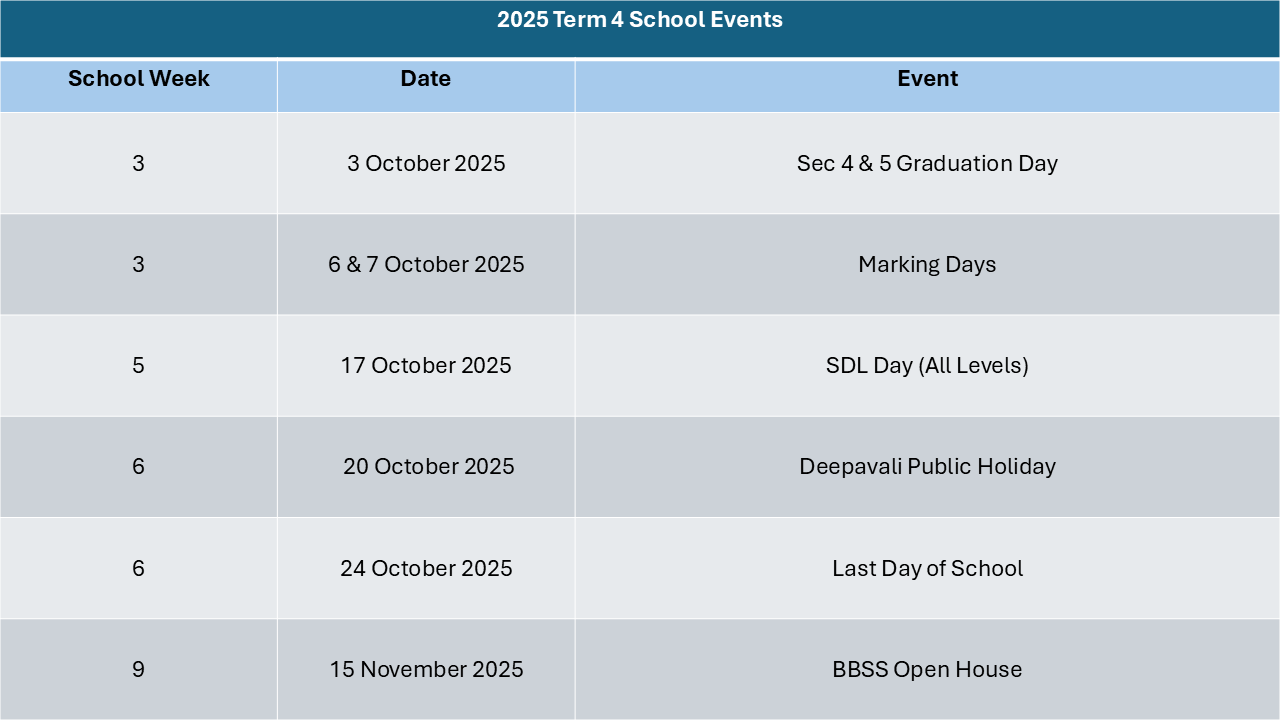 2025 Term 4 School Events
School Week Date Event
3 3 October 2025 Sec 4 & 5 Graduation Day
3 6 & 7 October 2025 Marking Days
5 17 October 2025 SDL Day (All Levels)
6 20 October 2025 Deepavali Public Holiday
6 24 October 2025 Last Day of School
9 15 November 2025 BBSS Open House